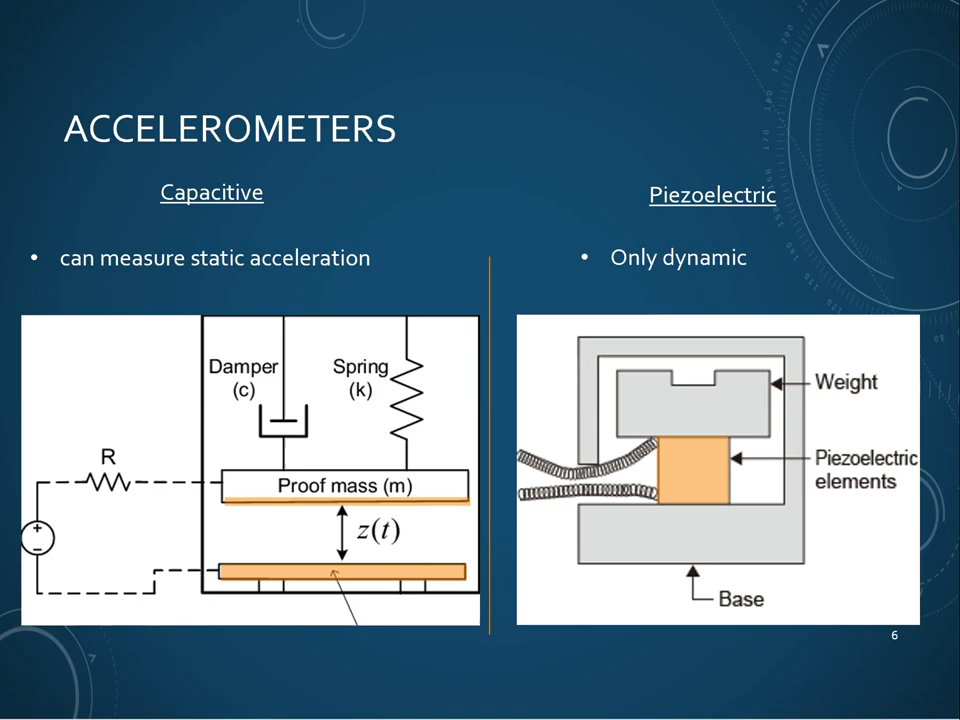 ACCELEROMETERS
Capacitive
• can measure static acceleration
Damper
(c)
Spring
(k)
R
Proof mass (m)
z(t)
+
−
Piezoelectric
• Only dynamic
Weight
Piezoelectric
elements
Base
6